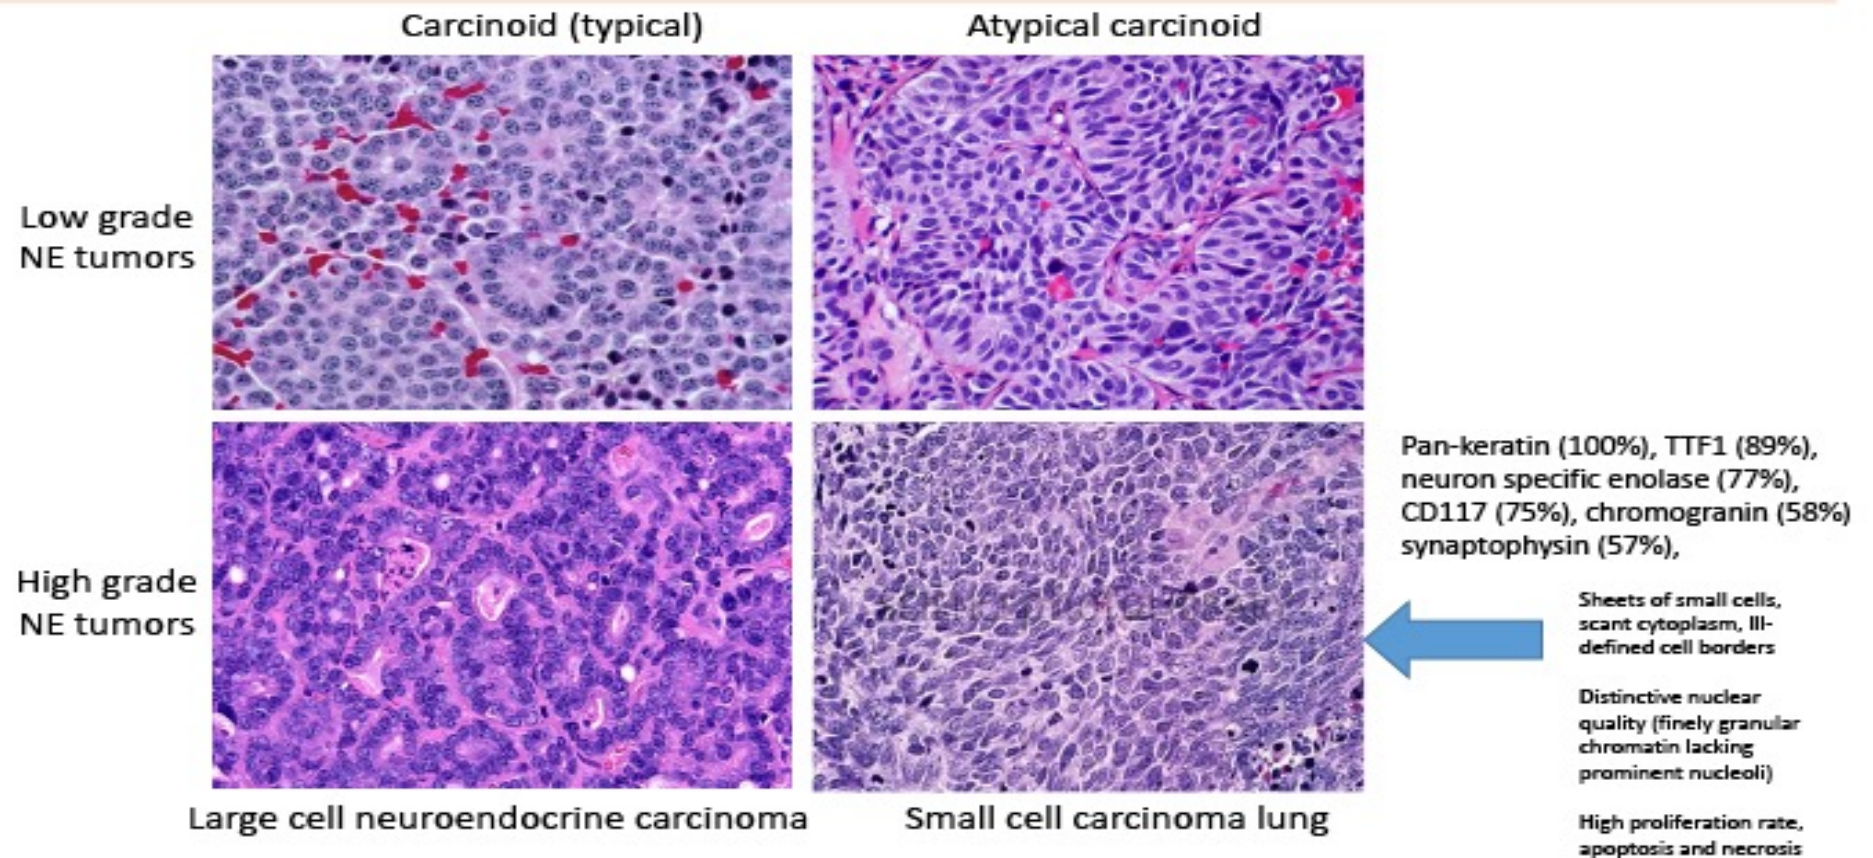 Carcinoid (typical)
Atypical carcinoid
Low grade
NE tumors
High grade
NE tumors
Pan-keratin (100%), TTF1 (89%),
neuron specific enolase (77%),
CD117 (75%), chromogranin (58%)
synaptophysin (57%),
Sheets of small cells,
scant cytoplasm, Ill-
defined cell borders
Distinctive nuclear
quality (finely granular
chromatin lacking
prominent nucleoli)
High proliferation rate,
apoptosis and necrosis
Large cell neuroendocrine carcinoma
Small cell carcinoma lung